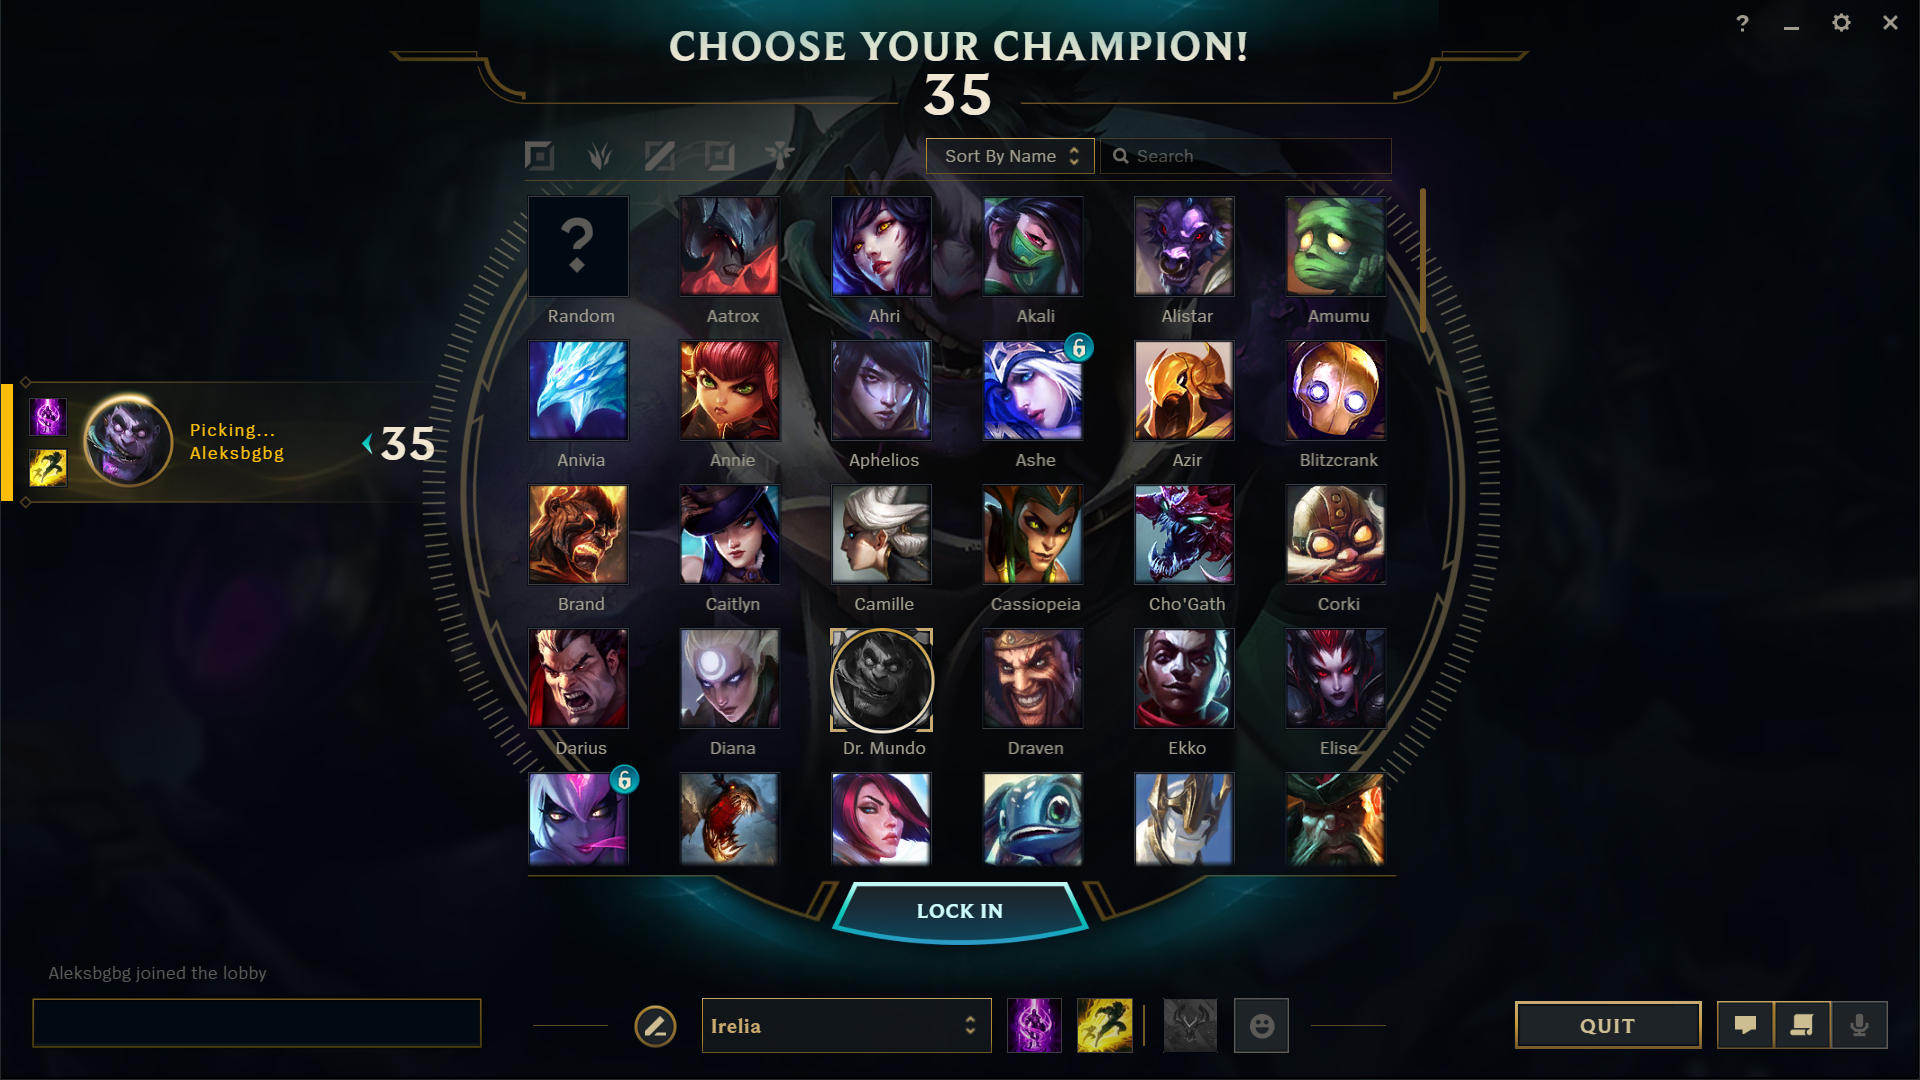 CHOOSE YOUR CHAMPION!
35
Sort By Name
Search
Random
Aatrox
Ahri
Akali
Alistar
Amumu
Picking...
Aleksbgbg
35
Anivia
Annie
Aphelios
Ashe
Azir
Blitzcrank
Brand
Caitlyn
Camille
Cassiopeia
Cho'Gath
Corki
Darius
Diana
Dr. Mundo
Draven
Ekko
Elise
LOCK IN
Aleksbgbg joined the lobby
Irelia
QUIT